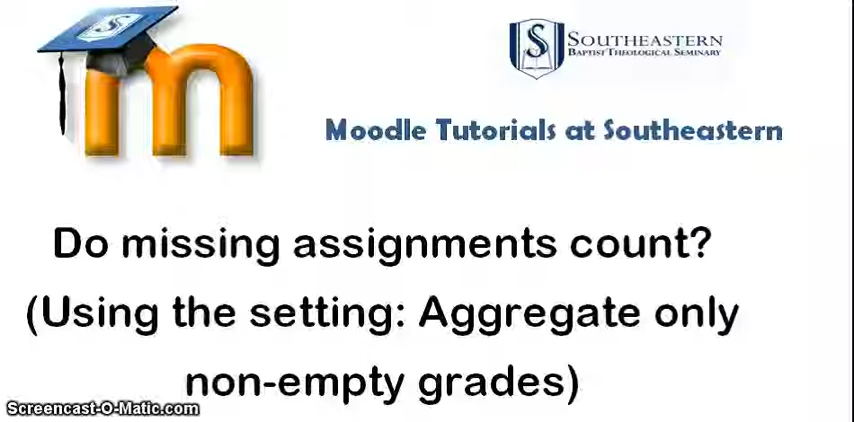 SOUTHEASTERN
BAPTIST THEOLOGICAL SEMINARY
Moodle Tutorials at Southeastern
Do missing assignments count?
(Using the setting: Aggregate only
non-empty grades)
Screencast-O-Matic.com